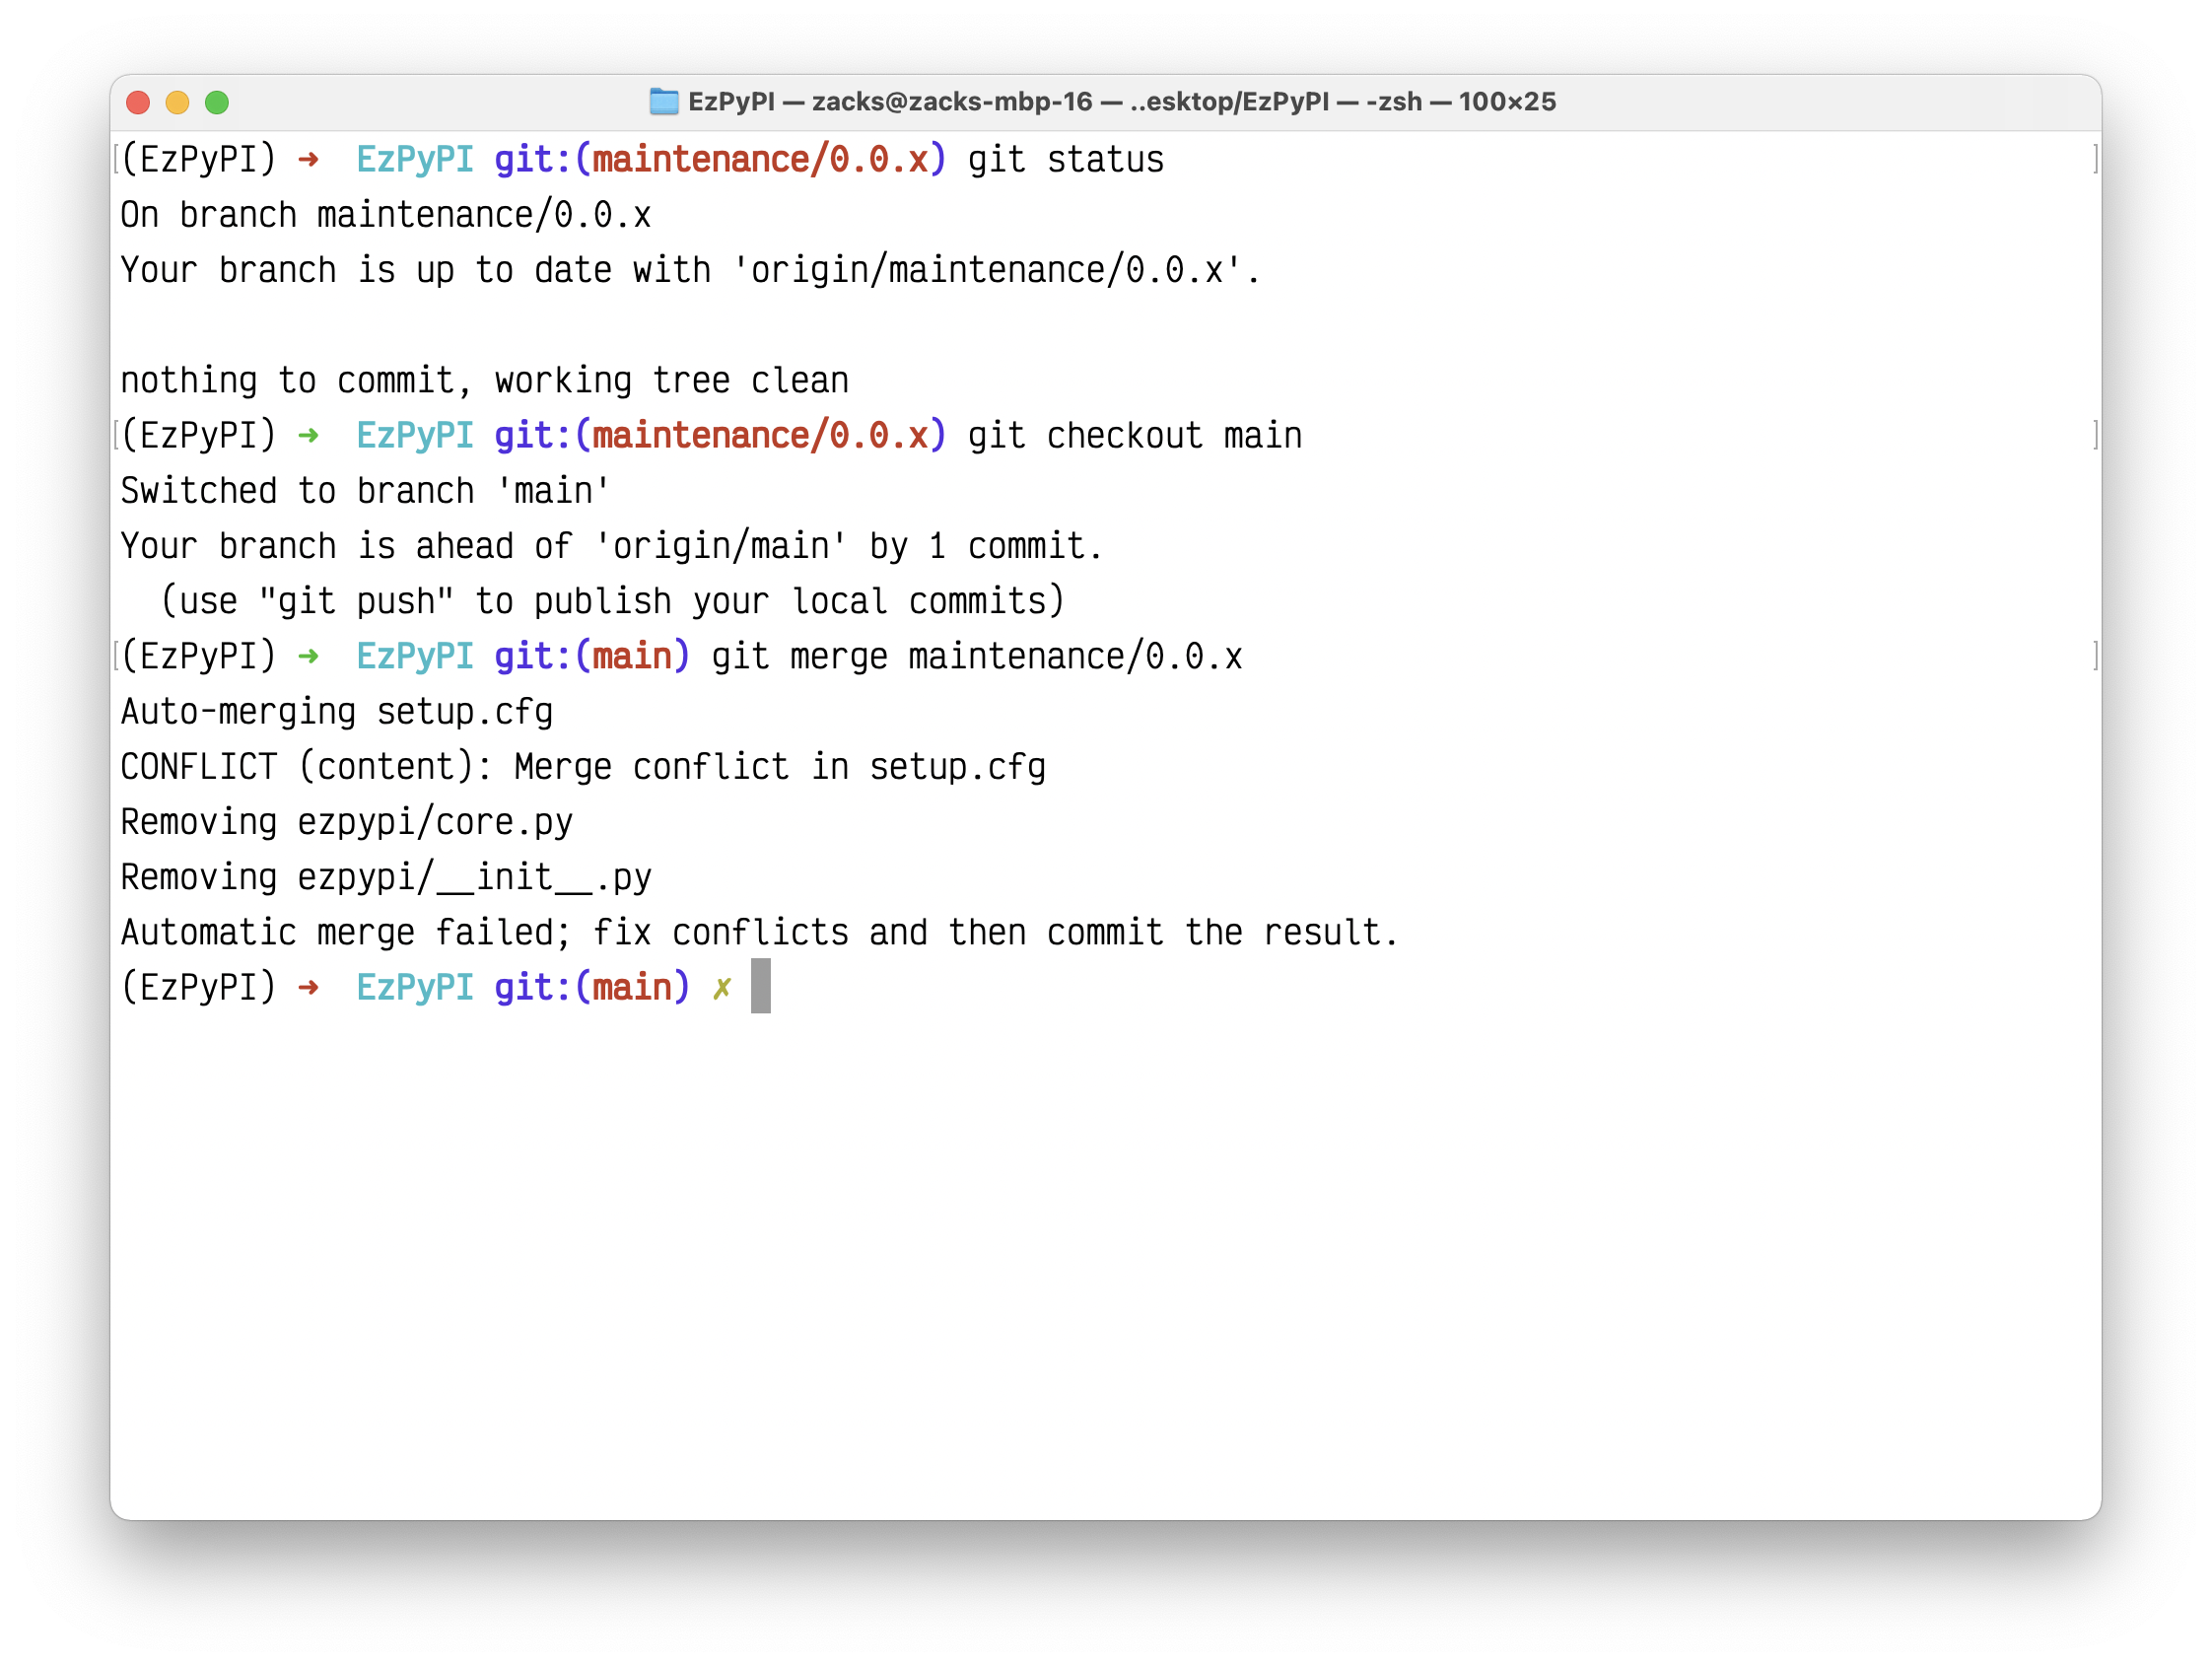 EzPyPI — zacks@zacks-mbp-16 — ..esktop/EzPyPI — -zsh — 100×25
[(EzPyPI) ➜  EzPyPI git:(maintenance/0.0.x) git status ]
On branch maintenance/0.0.x
Your branch is up to date with 'origin/maintenance/0.0.x'.
nothing to commit, working tree clean
[(EzPyPI) ➜  EzPyPI git:(maintenance/0.0.x) git checkout main ]
Switched to branch 'main'
Your branch is ahead of 'origin/main' by 1 commit.
  (use "git push" to publish your local commits)
[(EzPyPI) ➜  EzPyPI git:(main) git merge maintenance/0.0.x ]
Auto-merging setup.cfg
CONFLICT (content): Merge conflict in setup.cfg
Removing ezpypi/core.py
Removing ezpypi/__init__.py
Automatic merge failed; fix conflicts and then commit the result.
(EzPyPI) ➜  EzPyPI git:(main) ✗